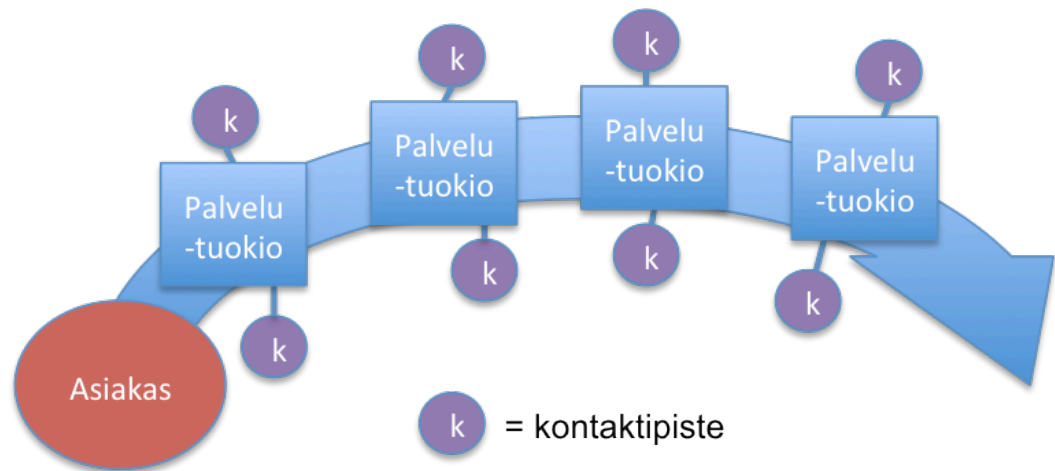 k
k
k
k
Palvelu
-tuokio
Palvelu
-tuokio
Palvelu
-tuokio
Palvelu
-tuokio
k
k
k
k
Asiakas
k = kontaktipiste